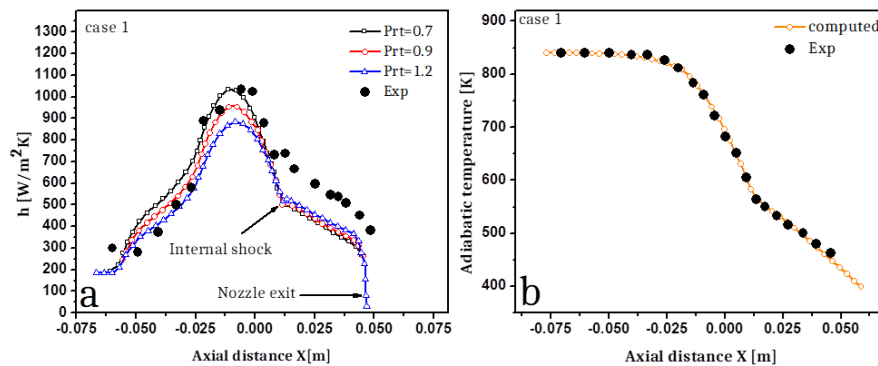 case 1
Prt=0.7
Prt=0.9
Prt=1.2
Exp
1300
1200
1100
1000
900
800
700
600
500
400
300
200
100
0
h [W/m²K]
Internal shock
Nozzle exit
a
-0.075
-0.050
-0.025
0.000
0.025
0.050
0.075
Axial distance X[m]
case 1
computed
Exp
900
800
700
600
500
400
Adiabatic temperature [K]
b
-0.075
-0.050
-0.025
0.000
0.025
0.050
Axial distance X [m]